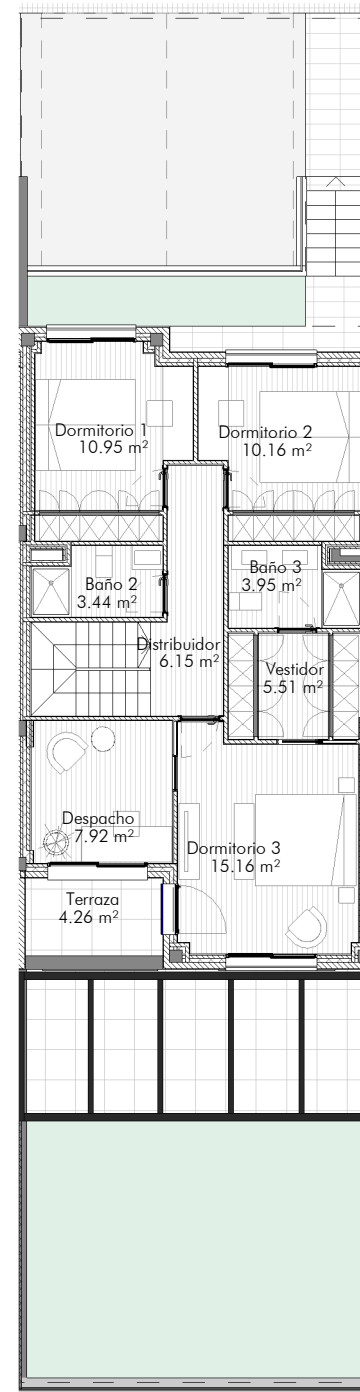 Dormitorio 1
10.95 m²
Dormitorio 2
10.16 m²
Baño 2
3.44 m²
Baño 3
3.95 m²
Distribuidor
6.15 m²
Vestidor
5.51 m²
Despacho
7.92 m²
Dormitorio 3
15.16 m²
Terraza
4.26 m²